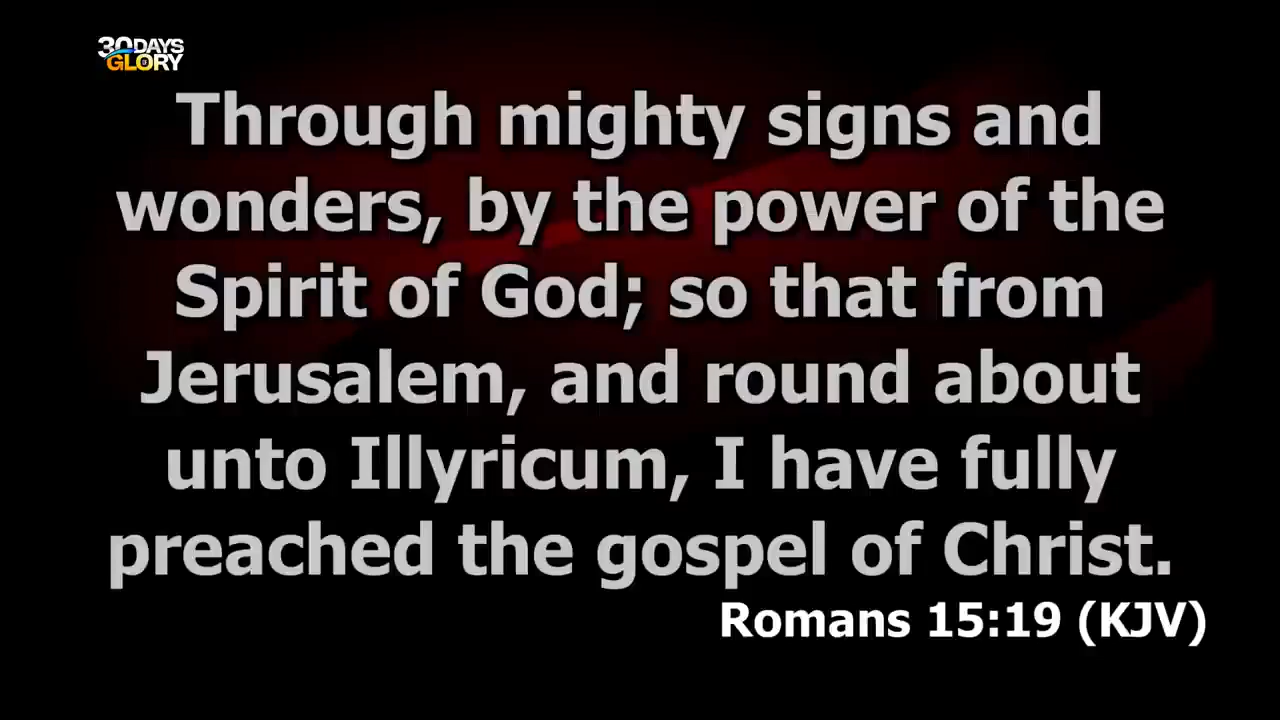 30DAYS
GLORY
Through mighty signs and
wonders, by the power of the
Spirit of God; so that from
Jerusalem, and round about
unto Illyricum, I have fully
preached the gospel of Christ.
Romans 15:19 (KJV)